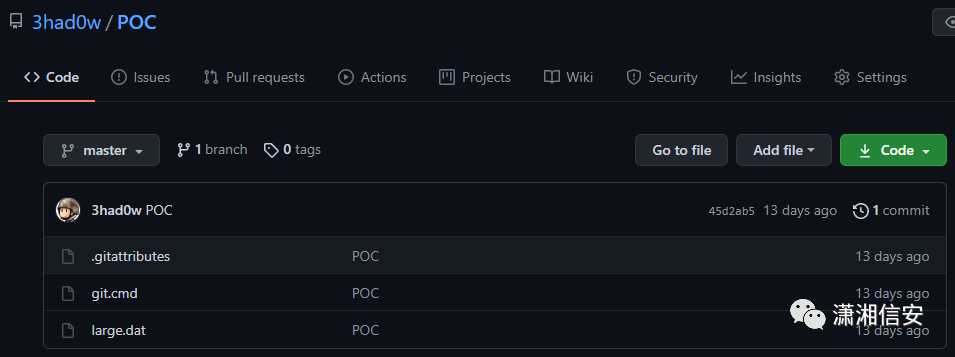 3had0w / POC
Code Issues Pull requests Actions Projects Wiki Security Insights Settings
master 1 branch 0 tags Go to file Add file Code
3had0w POC 45d2ab5 13 days ago 1 commit
.gitattributes POC 13 days ago
git.cmd POC 13 days ago
large.dat POC 13 days ago
潇湘信安